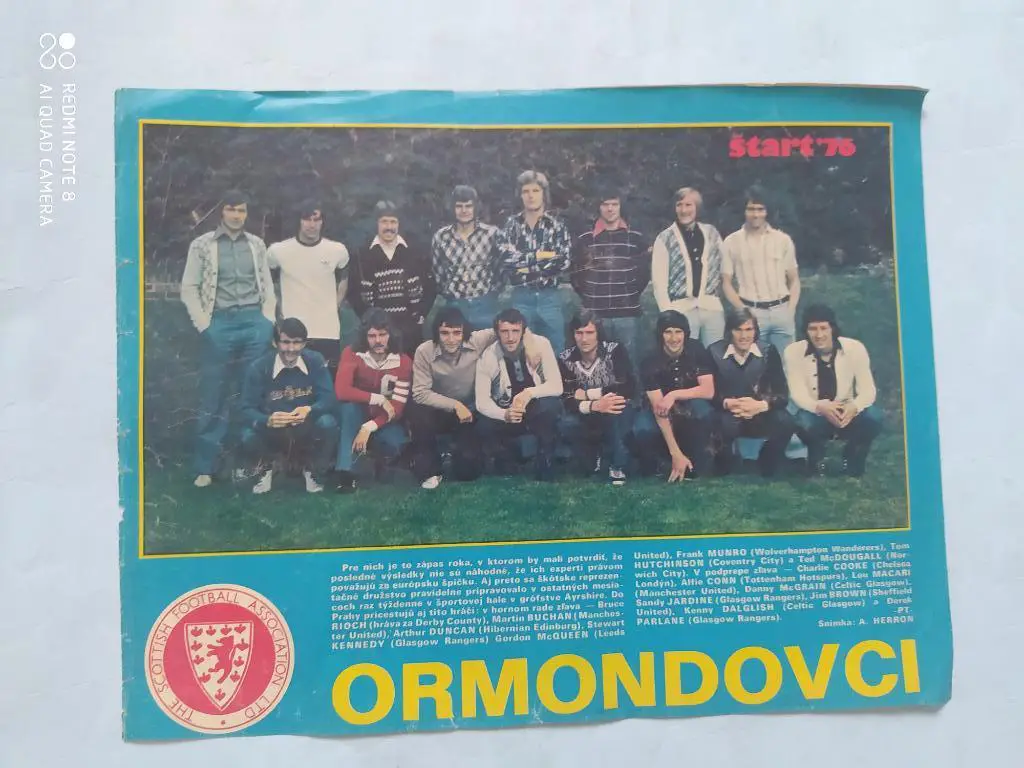 REDMI NOTE 8
AI QUAD CAMERA
štart '76
Pre nich je to zápas roka, v ktorom by mali potvrdiť, že
posledné výsledky nie sú náhodné, že ich experti právom
považujú za európsku špičku. Aj preto sa škótske reprezen-
tačné družstvo pravidelne pripravovalo v ostatných mesia-
coch raz týždenne v športovej hale v grófstve Ayrshire. Do
Prahy pricestujú aj títo hráči: v hornom rade zľava — Bruce
RIOCH (hráva za Derby County), Martin BUCHAN (Manches-
ter United), Arthur DUNCAN (Hibernian Edinburg), Stewart
KENNEDY (Glasgow Rangers) Gordon McQUEEN (Leeds
United), Frank MUNRO (Wolverhampton Wanderers), Tom
HUTCHINSON (Coventry City) a Ted McDOUGALL (Nor-
wich City). V podrepe zľava — Charlie COOKE (Chelsea
Londýn), Alfie CONN (Tottenham Hotspurs), Lou MACARI
(Manchester United), Danny McGRAIN (Celtic Glasgow),
Sandy JARDINE (Glasgow Rangers), Jim BROWN (Sheffield
United), Kenny DALGLISH (Celtic Glasgow) a Derek
PARLANE (Glasgow Rangers). -PT-
Snímka: A. HERRON
THE SCOTTISH FOOTBALL ASSOCIATION LTD
ORMONDOVCI